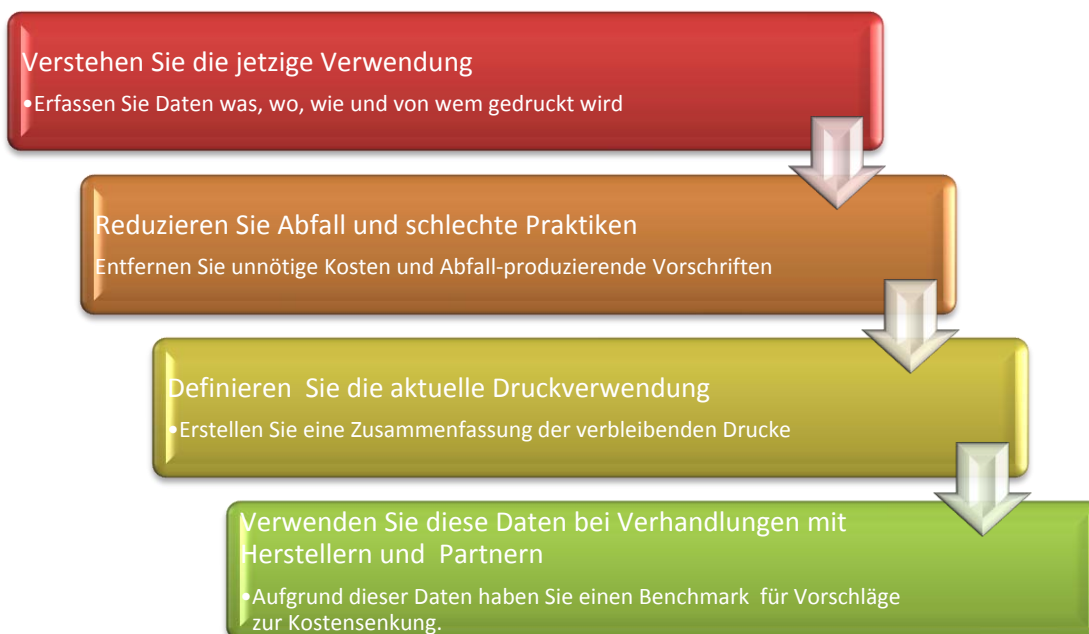 Verstehen Sie die jetzige Verwendung
•Erfassen Sie Daten was, wo, wie und von wem gedruckt wird
Reduzieren Sie Abfall und schlechte Praktiken
Entfernen Sie unnötige Kosten und Abfall-produzierende Vorschriften
Definieren  Sie die aktuelle Druckverwendung
•Erstellen Sie eine Zusammenfassung der verbleibenden Drucke
Verwenden Sie diese Daten bei Verhandlungen mit
Herstellern und  Partnern
•Aufgrund dieser Daten haben Sie einen Benchmark  für Vorschläge
zur Kostensenkung.